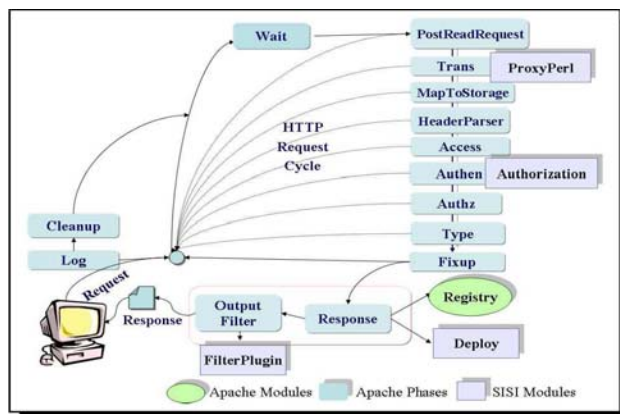 Wait
PostReadRequest
Trans
ProxyPerl
MapToStorage
HTTP
Request
Cycle
HeaderParser
Access
Authen
Authorization
Authz
Type
Fixup
Cleanup
Log
Request
Response
Output
Filter
Response
Registry
Deploy
FilterPlugin
Apache Modules
Apache Phases
SISI Modules